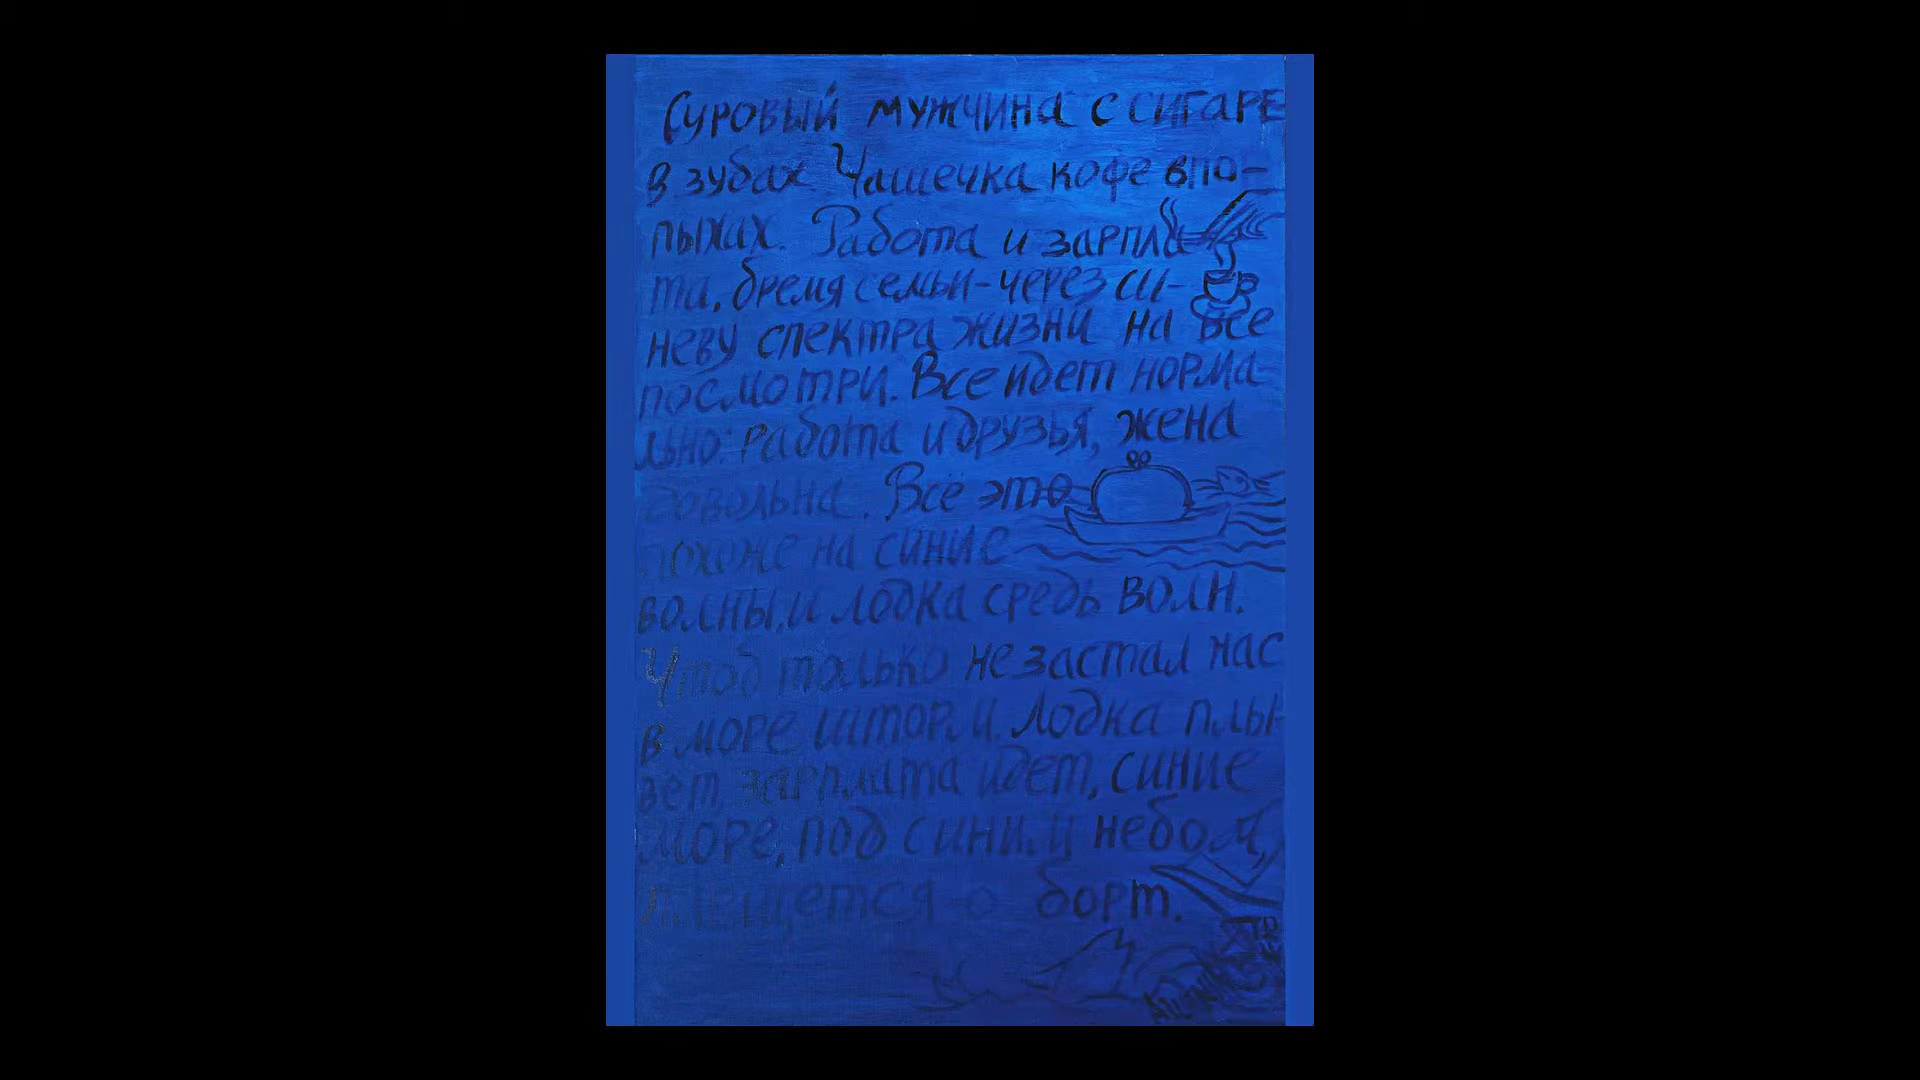 Суровый мужчина с сигаре
в зубах. Чашечка кофе впо-
пыхах. Работа и зарпла
та, бремя семьи-через си-
неву спектра жизни на все
посмотри. Все идет норма-
льно: работа и друзья, жена
довольна. Всё это
похоже на синие
волны, и лодка средь волн.
Чтоб только не застал нас
в море шторм. Лодка плы
вет, зарплата идет, синие
море, под синим небом,
плещется о борт.